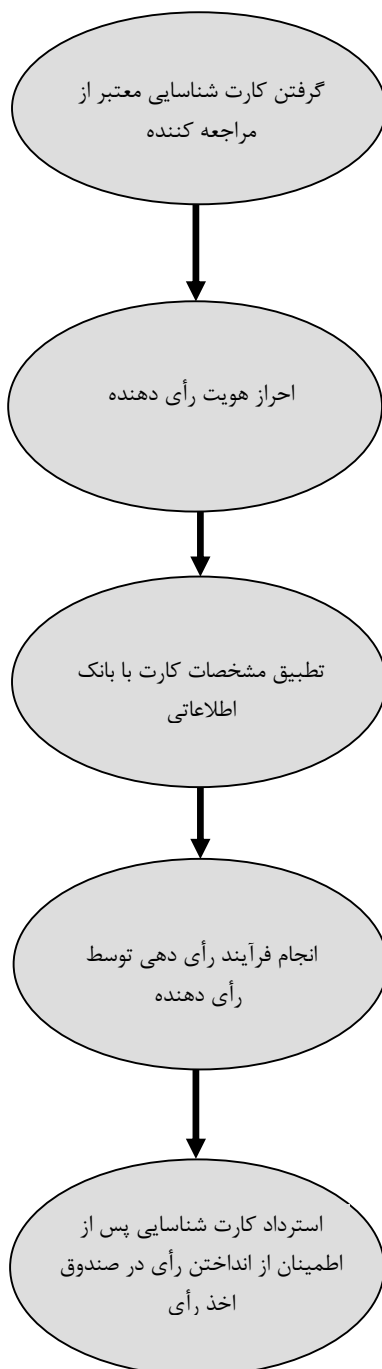 گرفتن کارت شناسایی معتبر از
مراجعه کننده
احراز هویت رأی دهنده
تطبیق مشخصات کارت با بانک
اطلاعاتی
انجام فرآیند رأی دهی توسط
رأی دهنده
استرداد کارت شناسایی پس از
اطمینان از انداختن رأی در صندوق
اخذ رأی